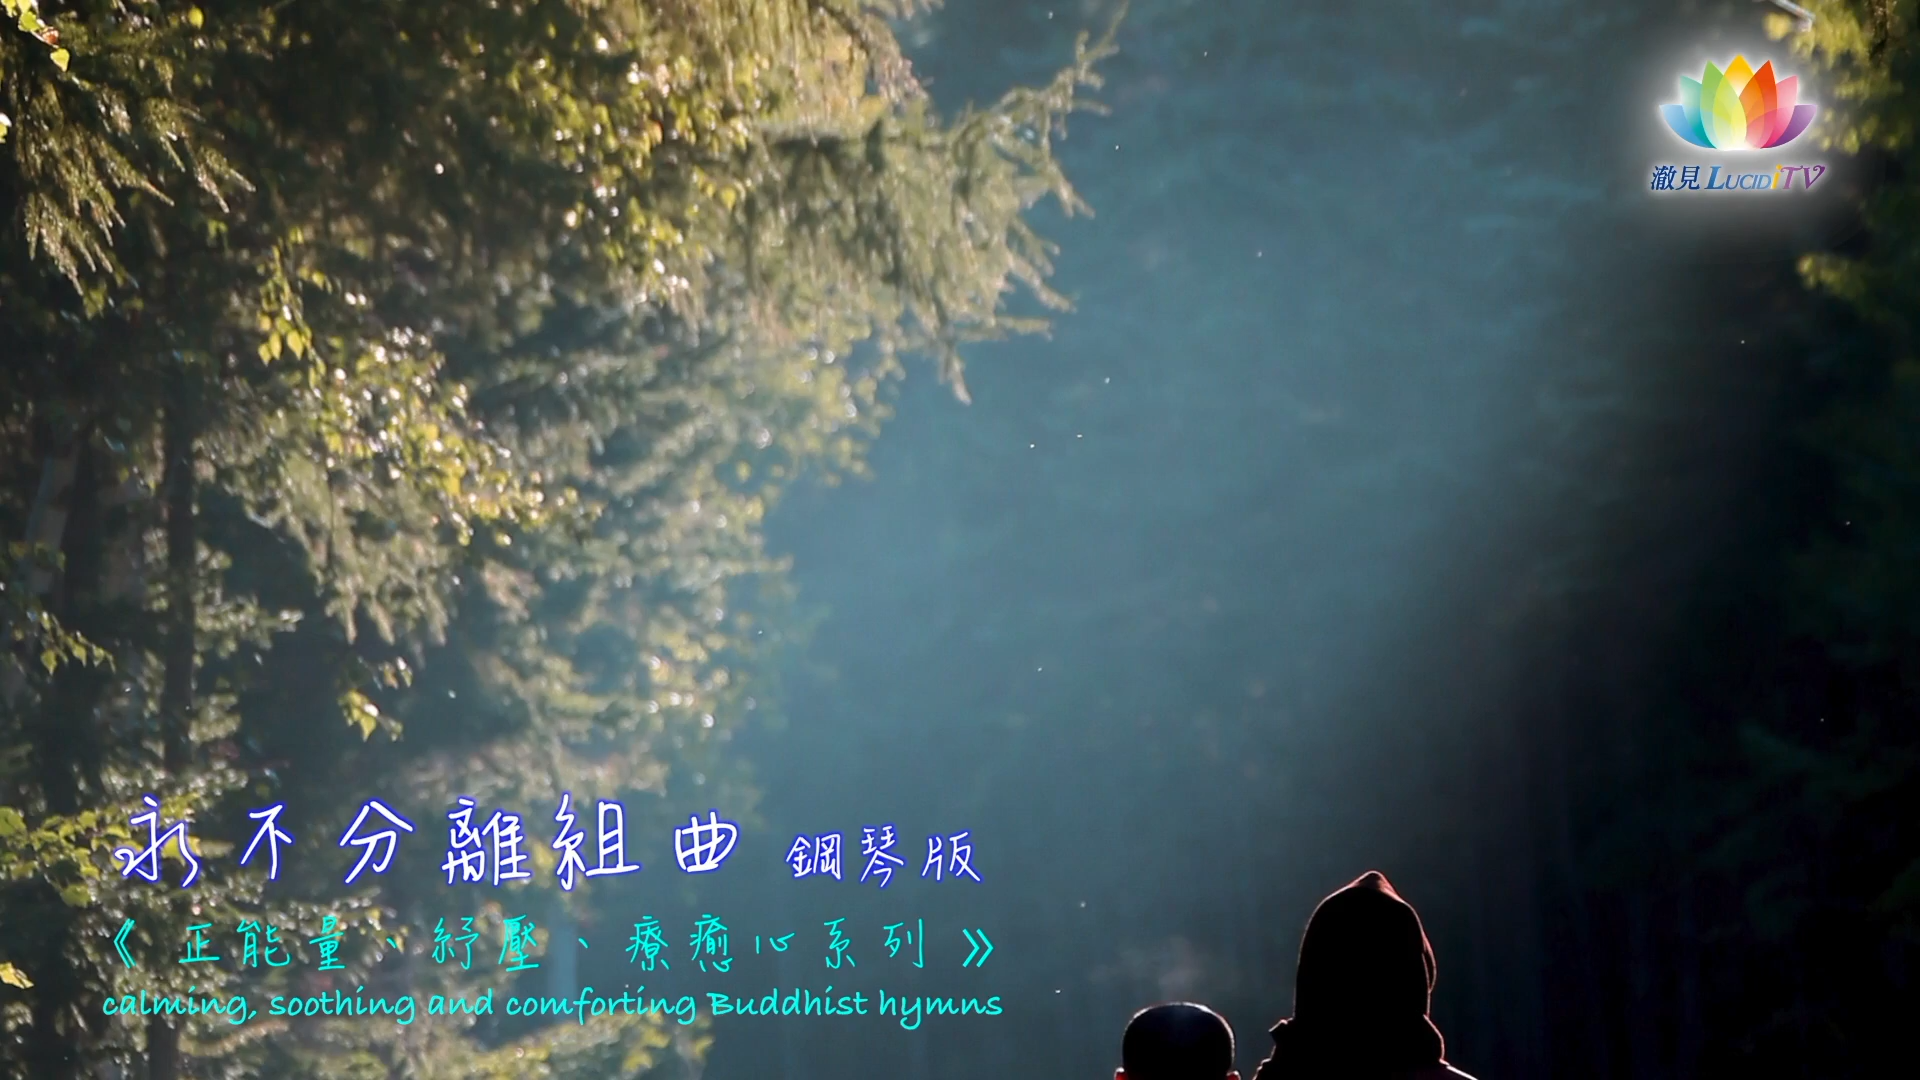 澈見 LUCIDiTV
永不分離組曲 鋼琴版
《 正能量、紓壓、療癒心系列 》
calming, soothing and comforting Buddhist hymns